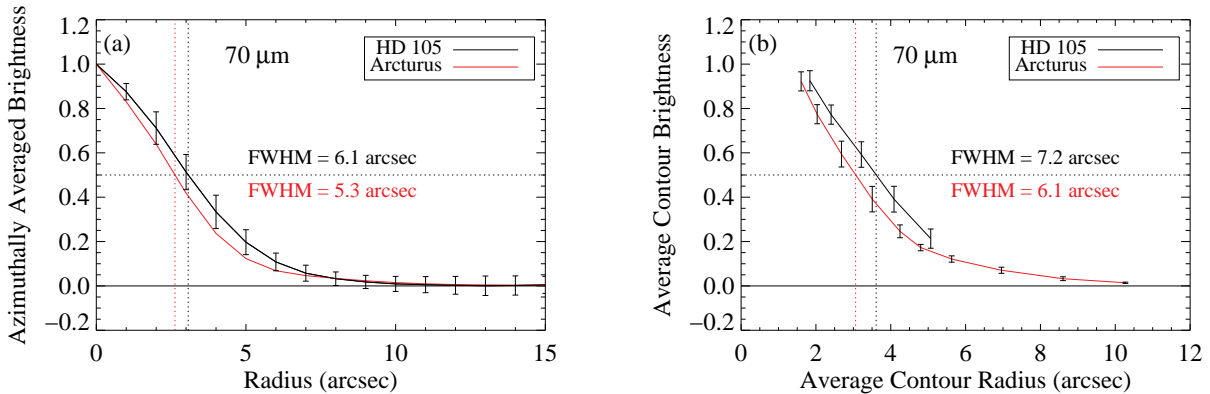 (a)
70 μm
HD 105
Arcturus
FWHM = 6.1 arcsec
FWHM = 5.3 arcsec
Azimuthally Averaged Brightness
1.2
1.0
0.8
0.6
0.4
0.2
0.0
−0.2
0 5 10 15
Radius (arcsec)
(b)
70 μm
HD 105
Arcturus
FWHM = 7.2 arcsec
FWHM = 6.1 arcsec
Average Contour Brightness
1.2
1.0
0.8
0.6
0.4
0.2
0.0
−0.2
0 2 4 6 8 10 12
Average Contour Radius (arcsec)